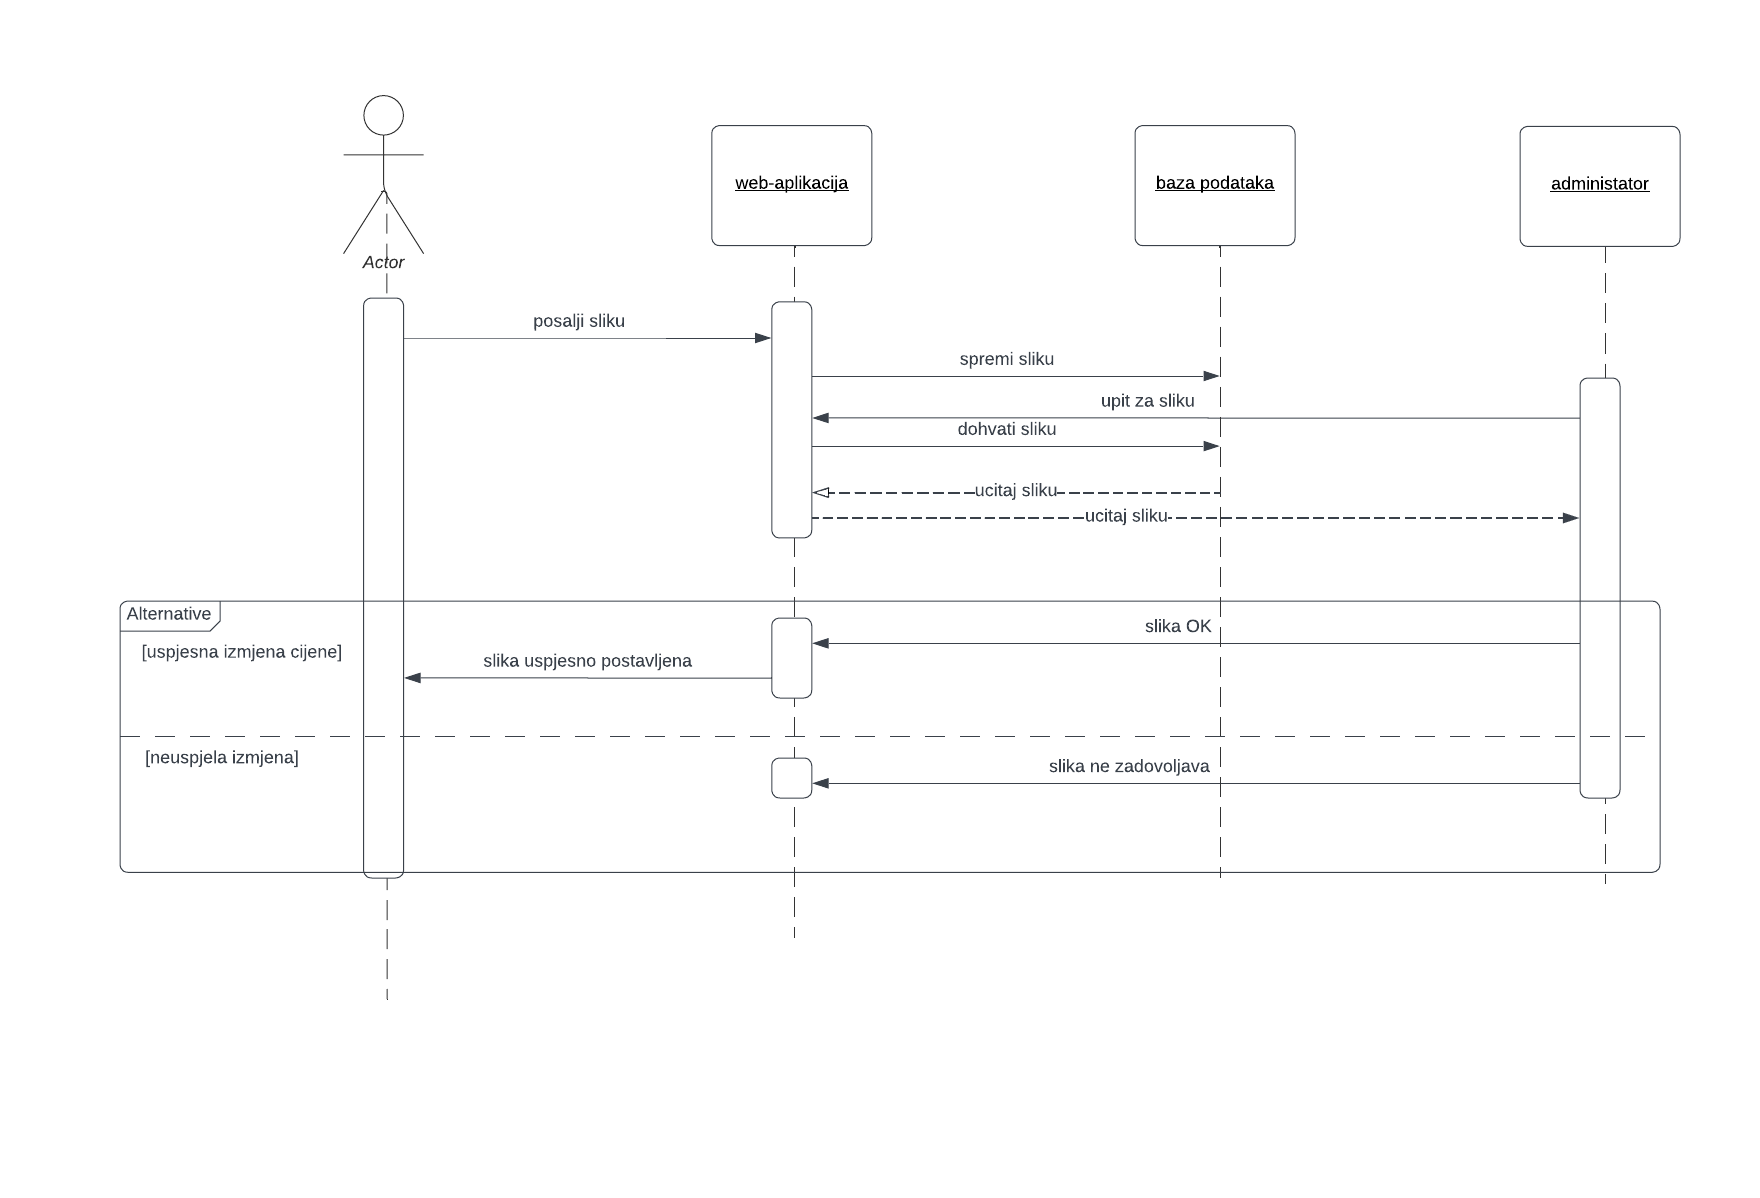 Actor
web-aplikacija
baza podataka
administator
posalji sliku
spremi sliku
upit za sliku
dohvati sliku
ucitaj sliku
ucitaj sliku
Alternative
slika OK
[uspjesna izmjena cijene]
slika uspjesno postavljena
[neuspjela izmjena]
slika ne zadovoljava